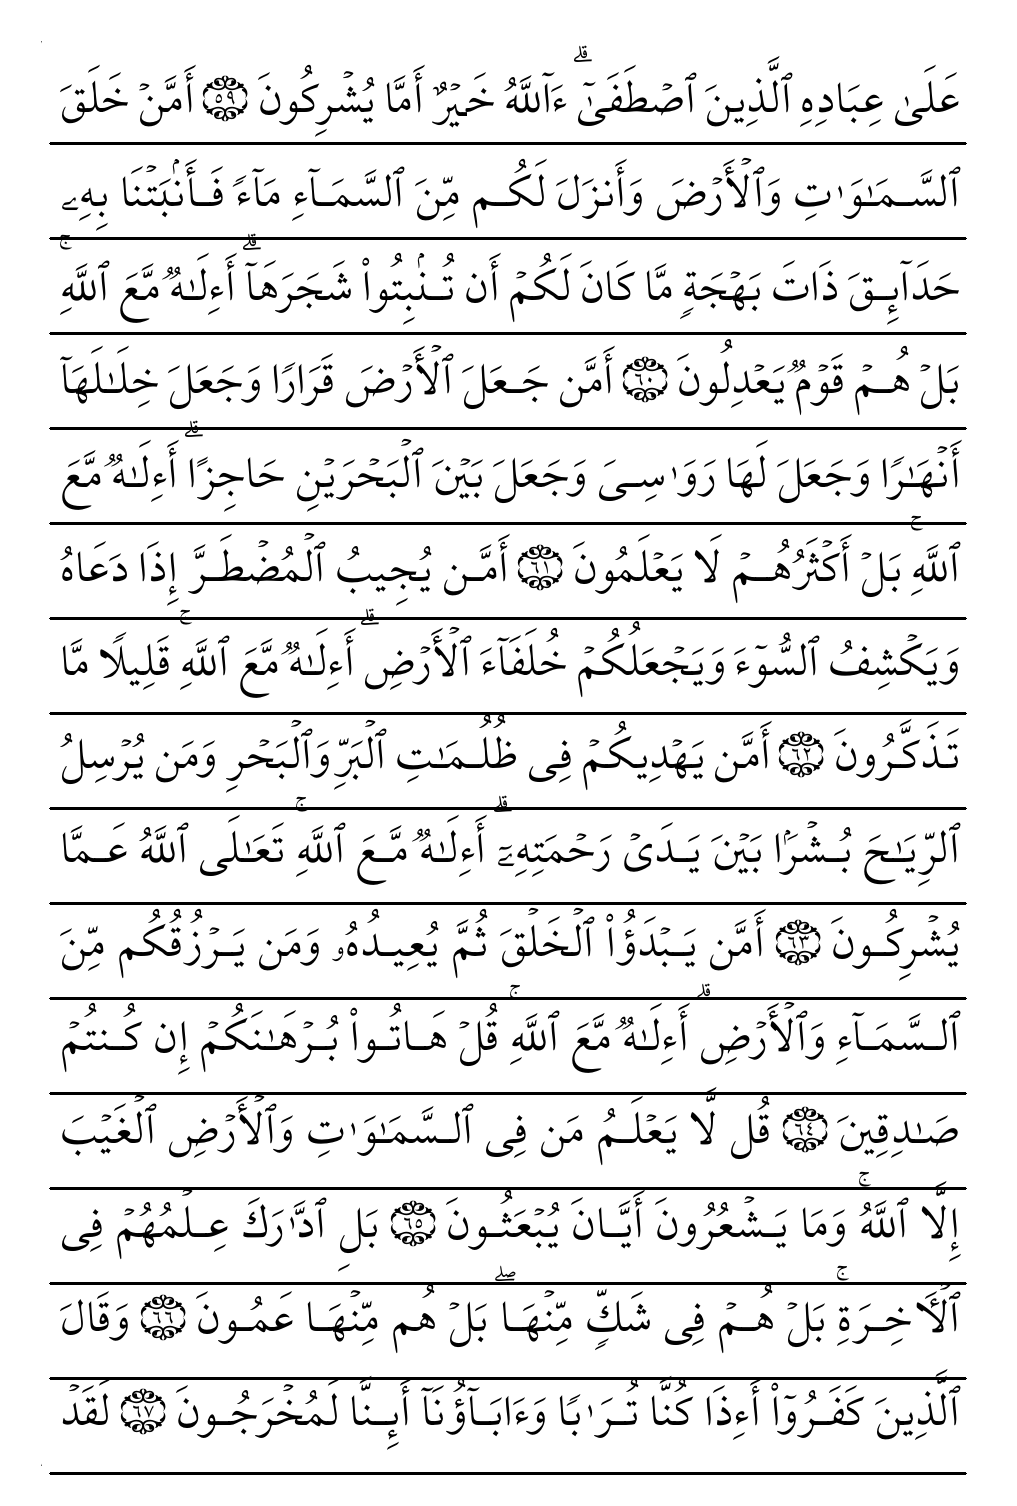 عَلَىٰ عِبَادِهِ ٱلَّذِينَ ٱصۡطَفَىٰٓۗ ءَآللَّهُ خَيۡرٌ أَمَّا يُشۡرِكُونَ ۝٥٩ أَمَّنۡ خَلَقَ
ٱلسَّمَٰوَٰتِ وَٱلۡأَرۡضَ وَأَنزَلَ لَكُم مِّنَ ٱلسَّمَآءِ مَآءٗ فَأَنۢبَتۡنَا بِهِۦ
حَدَآئِقَ ذَاتَ بَهۡجَةٖ مَّا كَانَ لَكُمۡ أَن تُنۢبِتُواْ شَجَرَهَآۗ أَءِلَٰهٞ مَّعَ ٱللَّهِۚ
بَلۡ هُمۡ قَوۡمٞ يَعۡدِلُونَ ۝٦٠ أَمَّن جَعَلَ ٱلۡأَرۡضَ قَرَارٗا وَجَعَلَ خِلَٰلَهَآ
أَنۡهَٰرٗا وَجَعَلَ لَهَا رَوَٰسِيَ وَجَعَلَ بَيۡنَ ٱلۡبَحۡرَيۡنِ حَاجِزًاۗ أَءِلَٰهٞ مَّعَ
ٱللَّهِۚ بَلۡ أَكۡثَرُهُمۡ لَا يَعۡلَمُونَ ۝٦١ أَمَّن يُجِيبُ ٱلۡمُضۡطَرَّ إِذَا دَعَاهُ
وَيَكۡشِفُ ٱلسُّوٓءَ وَيَجۡعَلُكُمۡ خُلَفَآءَ ٱلۡأَرۡضِۗ أَءِلَٰهٞ مَّعَ ٱللَّهِۚ قَلِيلٗا مَّا
تَذَكَّرُونَ ۝٦٢ أَمَّن يَهۡدِيكُمۡ فِي ظُلُمَٰتِ ٱلۡبَرِّ وَٱلۡبَحۡرِ وَمَن يُرۡسِلُ
ٱلرِّيَٰحَ بُشۡرَۢا بَيۡنَ يَدَيۡ رَحۡمَتِهِۦٓۗ أَءِلَٰهٞ مَّعَ ٱللَّهِۚ تَعَٰلَى ٱللَّهُ عَمَّا
يُشۡرِكُونَ ۝٦٣ أَمَّن يَبۡدَؤُاْ ٱلۡخَلۡقَ ثُمَّ يُعِيدُهُۥ وَمَن يَرۡزُقُكُم مِّنَ
ٱلسَّمَآءِ وَٱلۡأَرۡضِۗ أَءِلَٰهٞ مَّعَ ٱللَّهِۚ قُلۡ هَاتُواْ بُرۡهَٰنَكُمۡ إِن كُنتُمۡ
صَٰدِقِينَ ۝٦٤ قُل لَّا يَعۡلَمُ مَن فِي ٱلسَّمَٰوَٰتِ وَٱلۡأَرۡضِ ٱلۡغَيۡبَ
إِلَّا ٱللَّهُۚ وَمَا يَشۡعُرُونَ أَيَّانَ يُبۡعَثُونَ ۝٦٥ بَلِ ٱدَّٰرَكَ عِلۡمُهُمۡ فِي
ٱلۡأٓخِرَةِۚ بَلۡ هُمۡ فِي شَكّٖ مِّنۡهَاۖ بَلۡ هُم مِّنۡهَا عَمُونَ ۝٦٦ وَقَالَ
ٱلَّذِينَ كَفَرُوٓاْ أَءِذَا كُنَّا تُرَٰبٗا وَءَابَآؤُنَآ أَئِنَّا لَمُخۡرَجُونَ ۝٦٧ لَقَدۡ